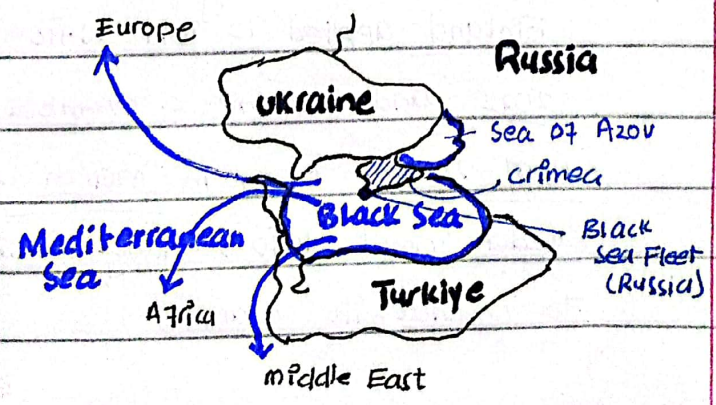 Europe
Russia
Ukraine
Sea of Azov
Crimea
Black Sea
Black
Sea Fleet
(Russia)
Mediterranean
Sea
Turkiye
Africa
Middle East